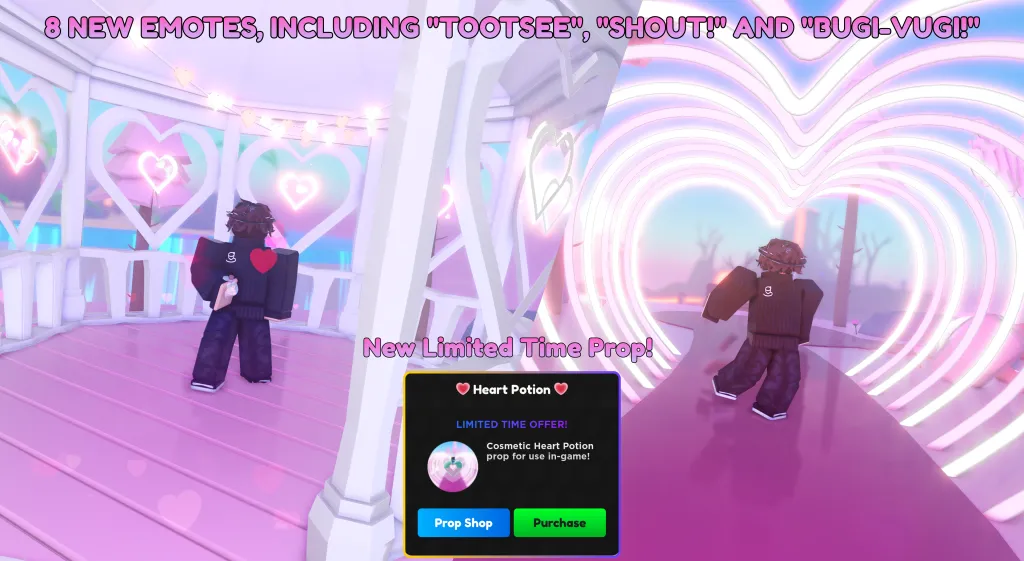 8 NEW EMOTES, INCLUDING "TOOTSEE", "SHOUT!" AND "BUGI-VUGI!"
New Limited Time Prop!
Heart Potion
LIMITED TIME OFFER!
Cosmetic Heart Potion
prop for use in-game!
Prop Shop
Purchase